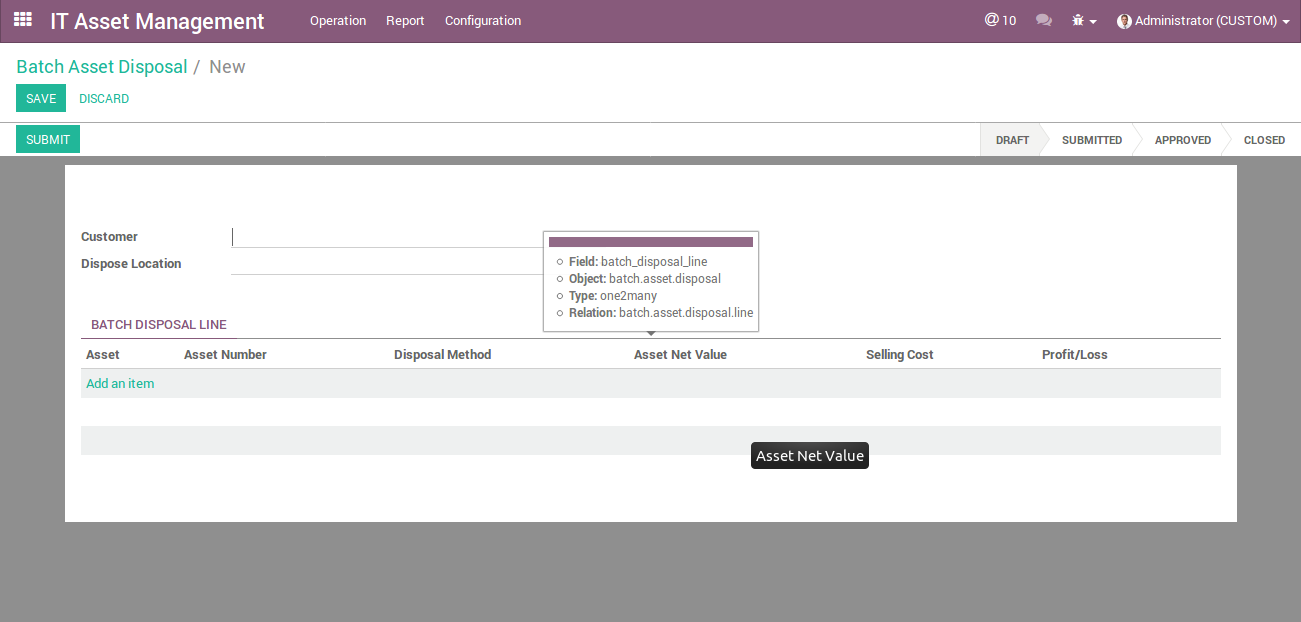 IT Asset Management Operation Report Configuration @ 10 Administrator (CUSTOM)
Batch Asset Disposal / New
SAVE DISCARD
SUBMIT DRAFT SUBMITTED APPROVED CLOSED
Customer
Dispose Location
Field: batch_disposal_line
Object: batch.asset.disposal
Type: one2many
Relation: batch.asset.disposal.line
BATCH DISPOSAL LINE
Asset Asset Number Disposal Method Asset Net Value Selling Cost Profit/Loss
Add an item
Asset Net Value